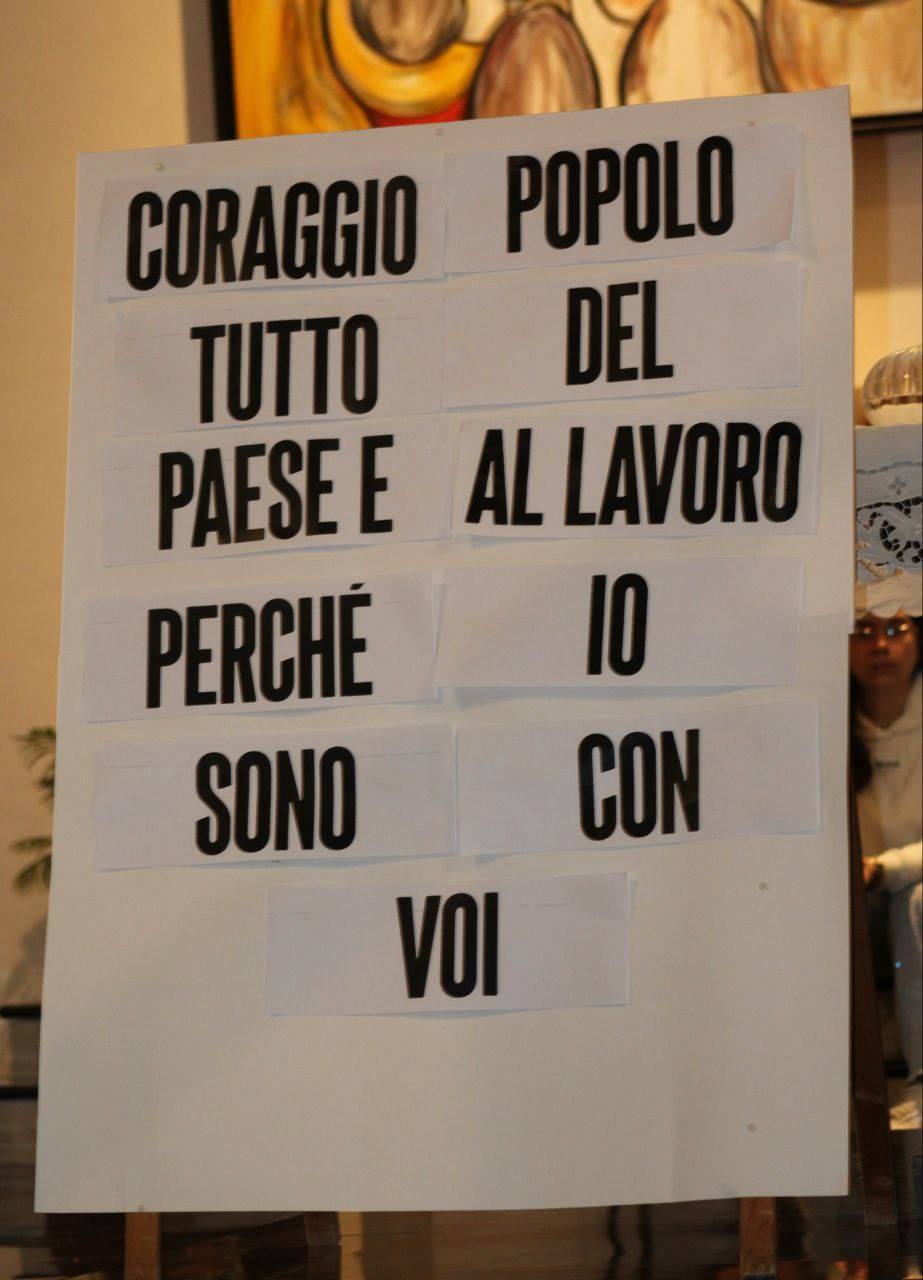 CORAGGIO POPOLO
TUTTO DEL
PAESE E AL LAVORO
PERCHÉ IO
SONO CON
VOI